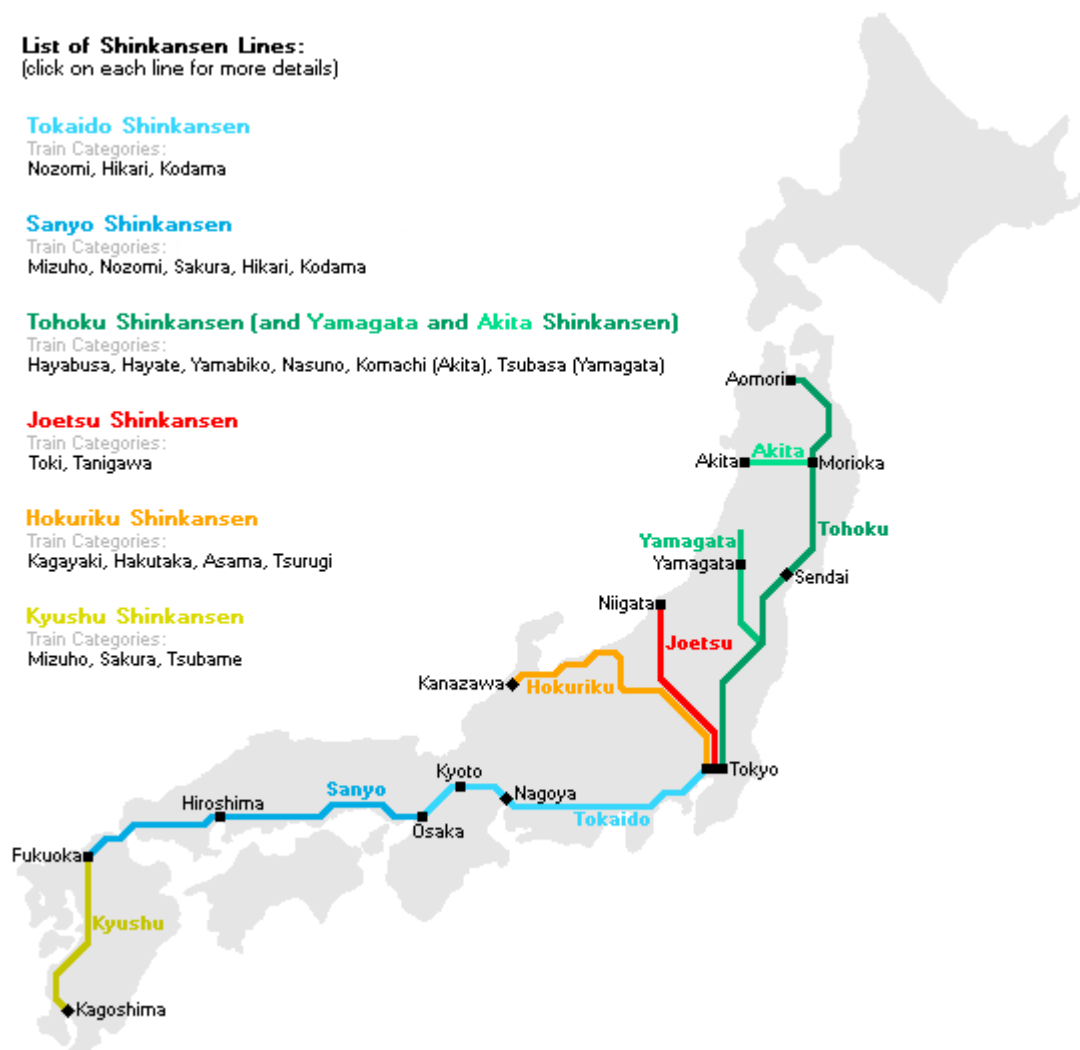 List of Shinkansen Lines:
(click on each line for more details)
Tokaido Shinkansen
Train Categories:
Nozomi, Hikari, Kodama
Sanyo Shinkansen
Train Categories:
Mizuho, Nozomi, Sakura, Hikari, Kodama
Tohoku Shinkansen (and Yamagata and Akita Shinkansen)
Train Categories:
Hayabusa, Hayate, Yamabiko, Nasuno, Komachi (Akita), Tsubasa (Yamagata)
Joetsu Shinkansen
Train Categories:
Toki, Tanigawa
Hokuriku Shinkansen
Train Categories:
Kagayaki, Hakutaka, Asama, Tsurugi
Kyushu Shinkansen
Train Categories:
Mizuho, Sakura, Tsubame
Aomori
Akita
Akita
Morioka
Tohoku
Yamagata
Yamagata
Sendai
Niigata
Joetsu
Kanazawa
Hokuriku
Tokyo
Kyoto
Nagoya
Tokaido
Sanyo
Hiroshima
Osaka
Fukuoka
Kyushu
Kagoshima